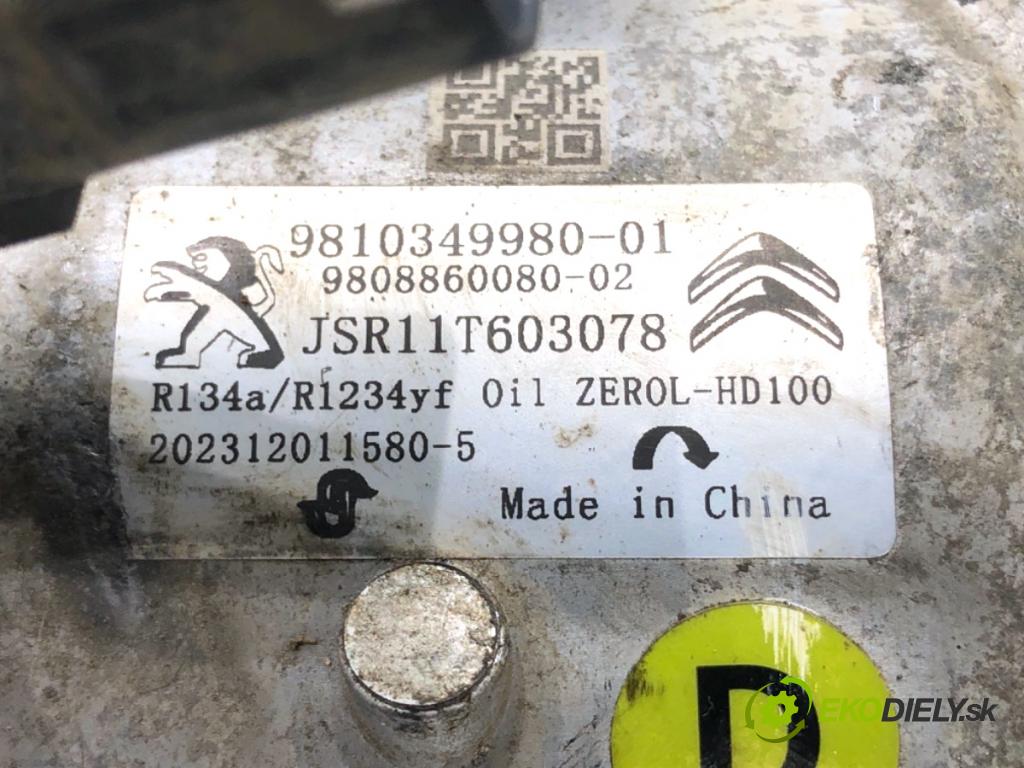 9810349980-01
9808860080-02
JSR11T603078
R134a/R1234yf Oil ZEROL-HD100
202312011580-5
Made in China
D
EKODIELY.sk